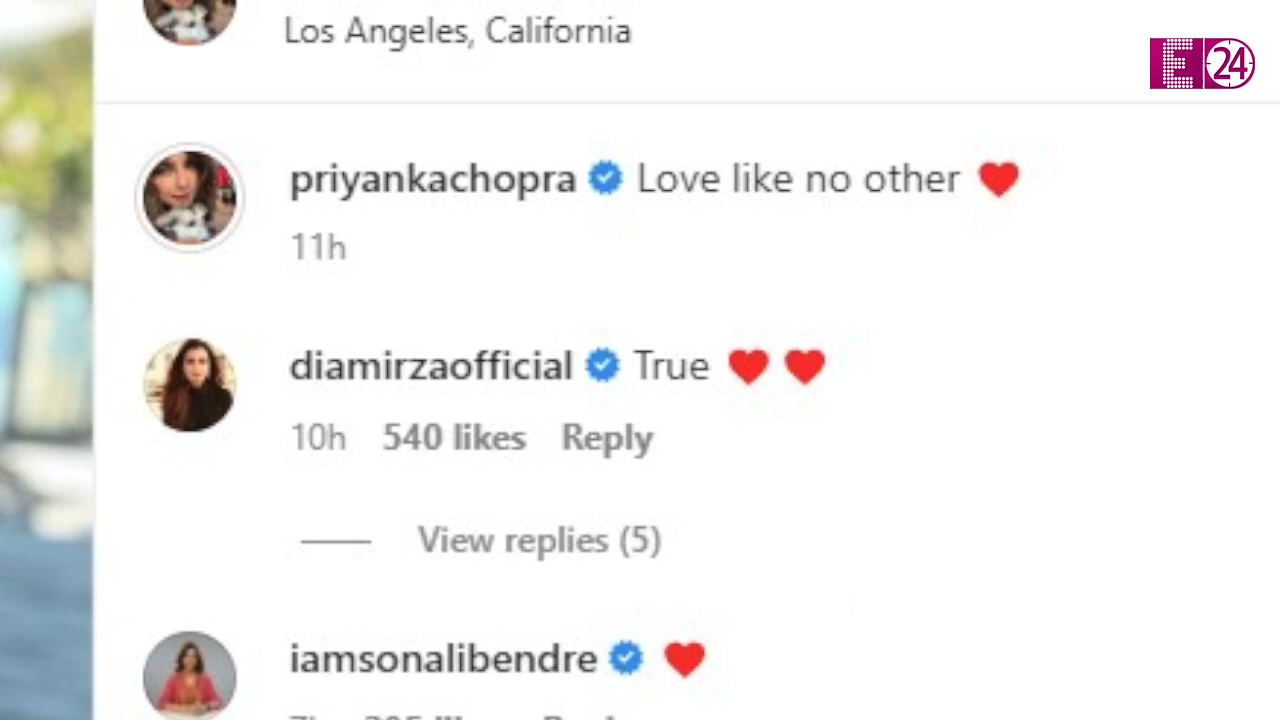 Los Angeles, California
E 24
priyankachopra Love like no other ❤️
11h
diamirzaofficial True ❤️ ❤️
10h 540 likes Reply
View replies (5)
iamsonalibendre ❤️